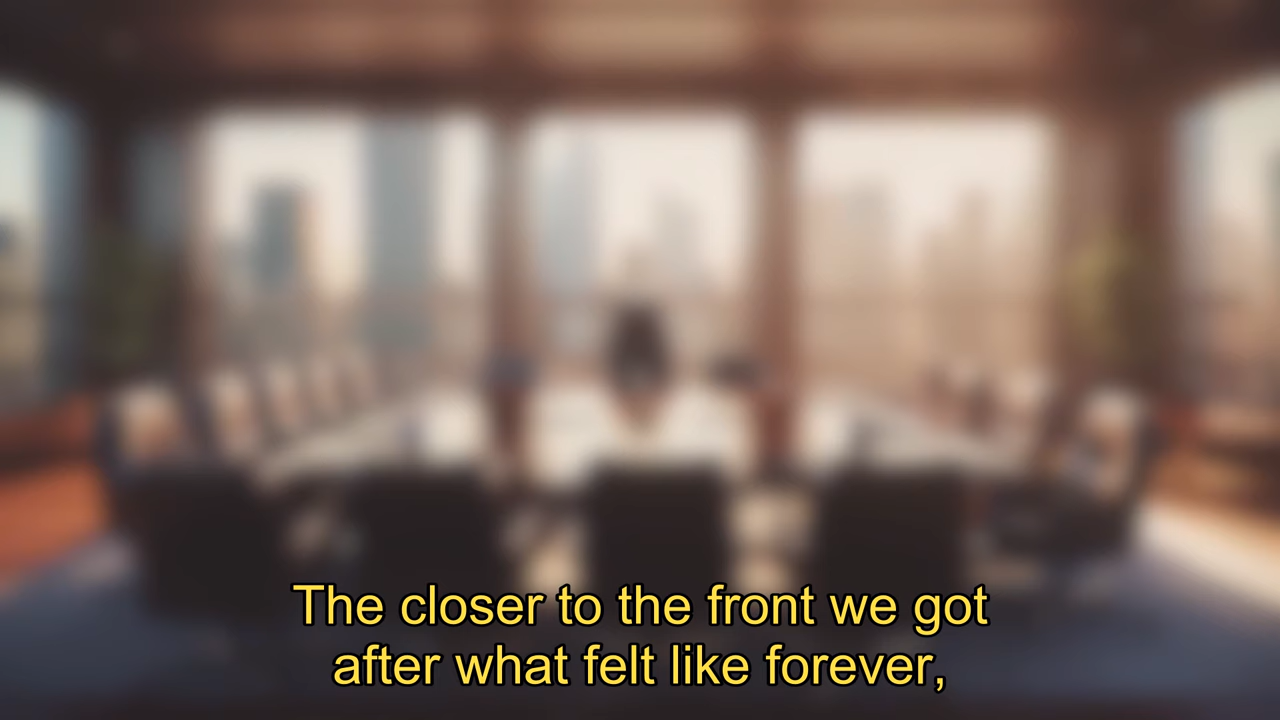 The closer to the front we got
after what felt like forever,